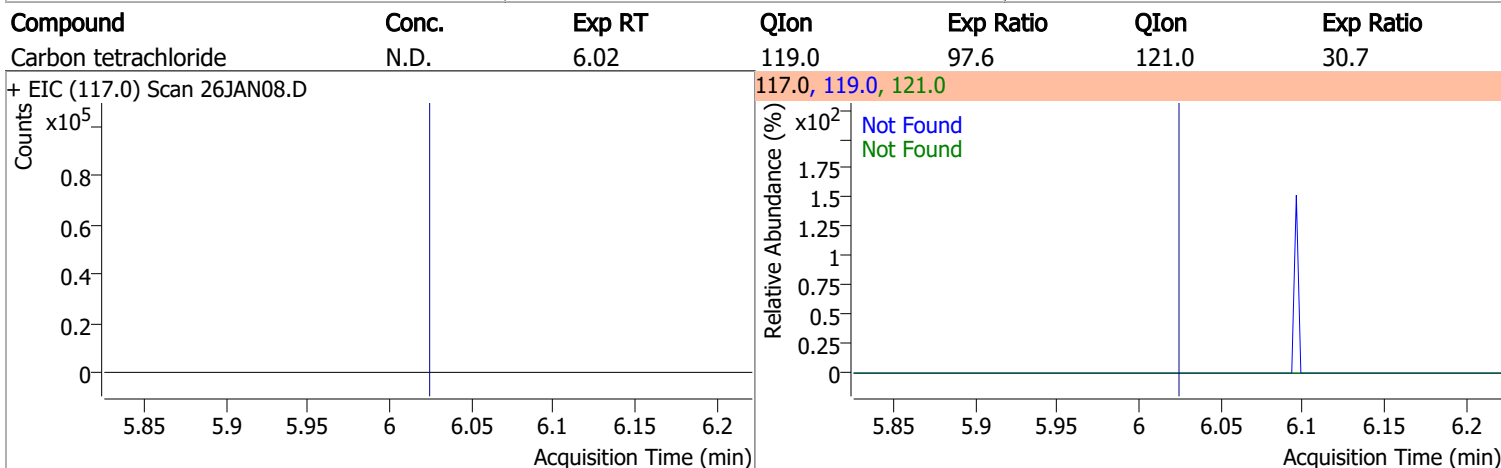 Compound Conc. Exp RT QIon Exp Ratio QIon Exp Ratio
Carbon tetrachloride N.D. 6.02 119.0 97.6 121.0 30.7
+ EIC (117.0) Scan 26JAN08.D
Counts
x10^5
0.8
0.6
0.4
0.2
0
5.85 5.9 5.95 6 6.05 6.1 6.15 6.2
Acquisition Time (min)
117.0, 119.0, 121.0
Relative Abundance (%)
x10^2
Not Found
Not Found
1.75
1.5
1.25
1
0.75
0.5
0.25
0
5.85 5.9 5.95 6 6.05 6.1 6.15 6.2
Acquisition Time (min)